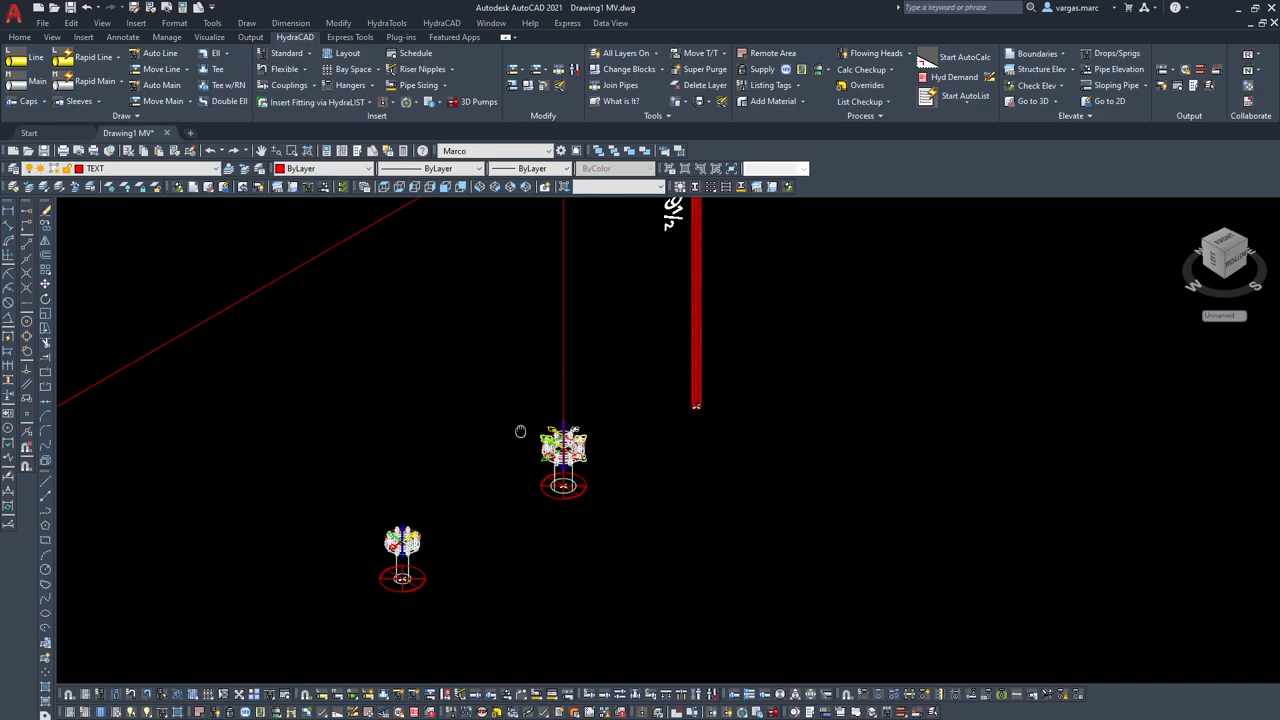 Autodesk AutoCAD 2021 Drawing1 MV.dwg
Type a keyword or phrase
vargas.marc
File Edit View Insert Format Tools Draw Dimension Modify HydraTools HydraCAD Window Help Express Data View
Home View Insert Annotate Manage Visualize Output HydraCAD Express Tools Plug-ins Featured Apps
Line Rapid Line Auto Line Ell Standard Layout Schedule All Layers On Move T/T Remote Area Flowing Heads Start AutoCalc Boundaries Drops/Sprigs
Move Line Tee Flexible Bay Space Riser Nipples Change Blocks Super Purge Supply Calc Checkup Structure Elev Pipe Elevation
Main Rapid Main Auto Main Tee w/RN Couplings Hangers Pipe Sizing Join Pipes Delete Layer Listing Tags Overrides Hyd Demand Check Elev Sloping Pipe
Caps Sleeves Move Main Double Ell Insert Fitting via HydraLIST 3D Pumps What is it? Add Material List Checkup Start AutoList Go to 3D Go to 2D
Draw Insert Modify Tools Process Elevate Output Collaborate
Start Drawing1 MV*
Marco
TEXT ByLayer ByLayer ByLayer ByColor
9½
FRONT
LEFT
BOTTOM
W S
Unnamed